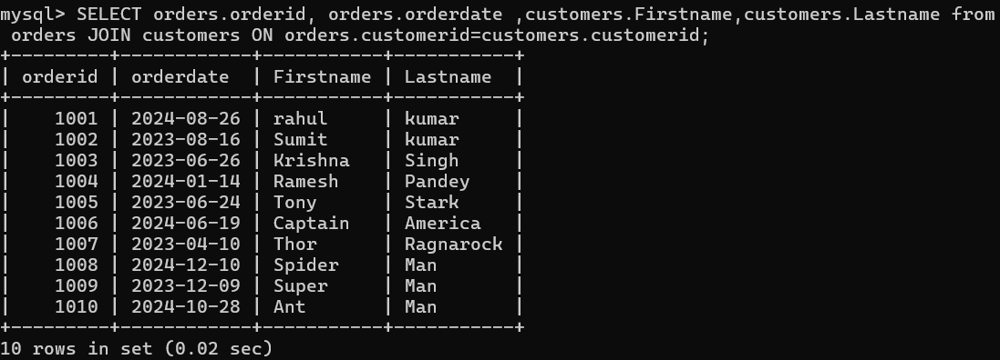 mysql> SELECT orders.orderid, orders.orderdate ,customers.Firstname,customers.Lastname from
 orders JOIN customers ON orders.customerid=customers.customerid;
+---------+------------+-----------+-----------+
| orderid | orderdate  | Firstname | Lastname  |
+---------+------------+-----------+-----------+
|    1001 | 2024-08-26 | rahul     | kumar     |
|    1002 | 2023-08-16 | Sumit     | kumar     |
|    1003 | 2023-06-26 | Krishna   | Singh     |
|    1004 | 2024-01-14 | Ramesh    | Pandey    |
|    1005 | 2023-06-24 | Tony      | Stark     |
|    1006 | 2024-06-19 | Captain   | America   |
|    1007 | 2023-04-10 | Thor      | Ragnarock |
|    1008 | 2024-12-10 | Spider    | Man       |
|    1009 | 2023-12-09 | Super     | Man       |
|    1010 | 2024-10-28 | Ant       | Man       |
+---------+------------+-----------+-----------+
10 rows in set (0.02 sec)